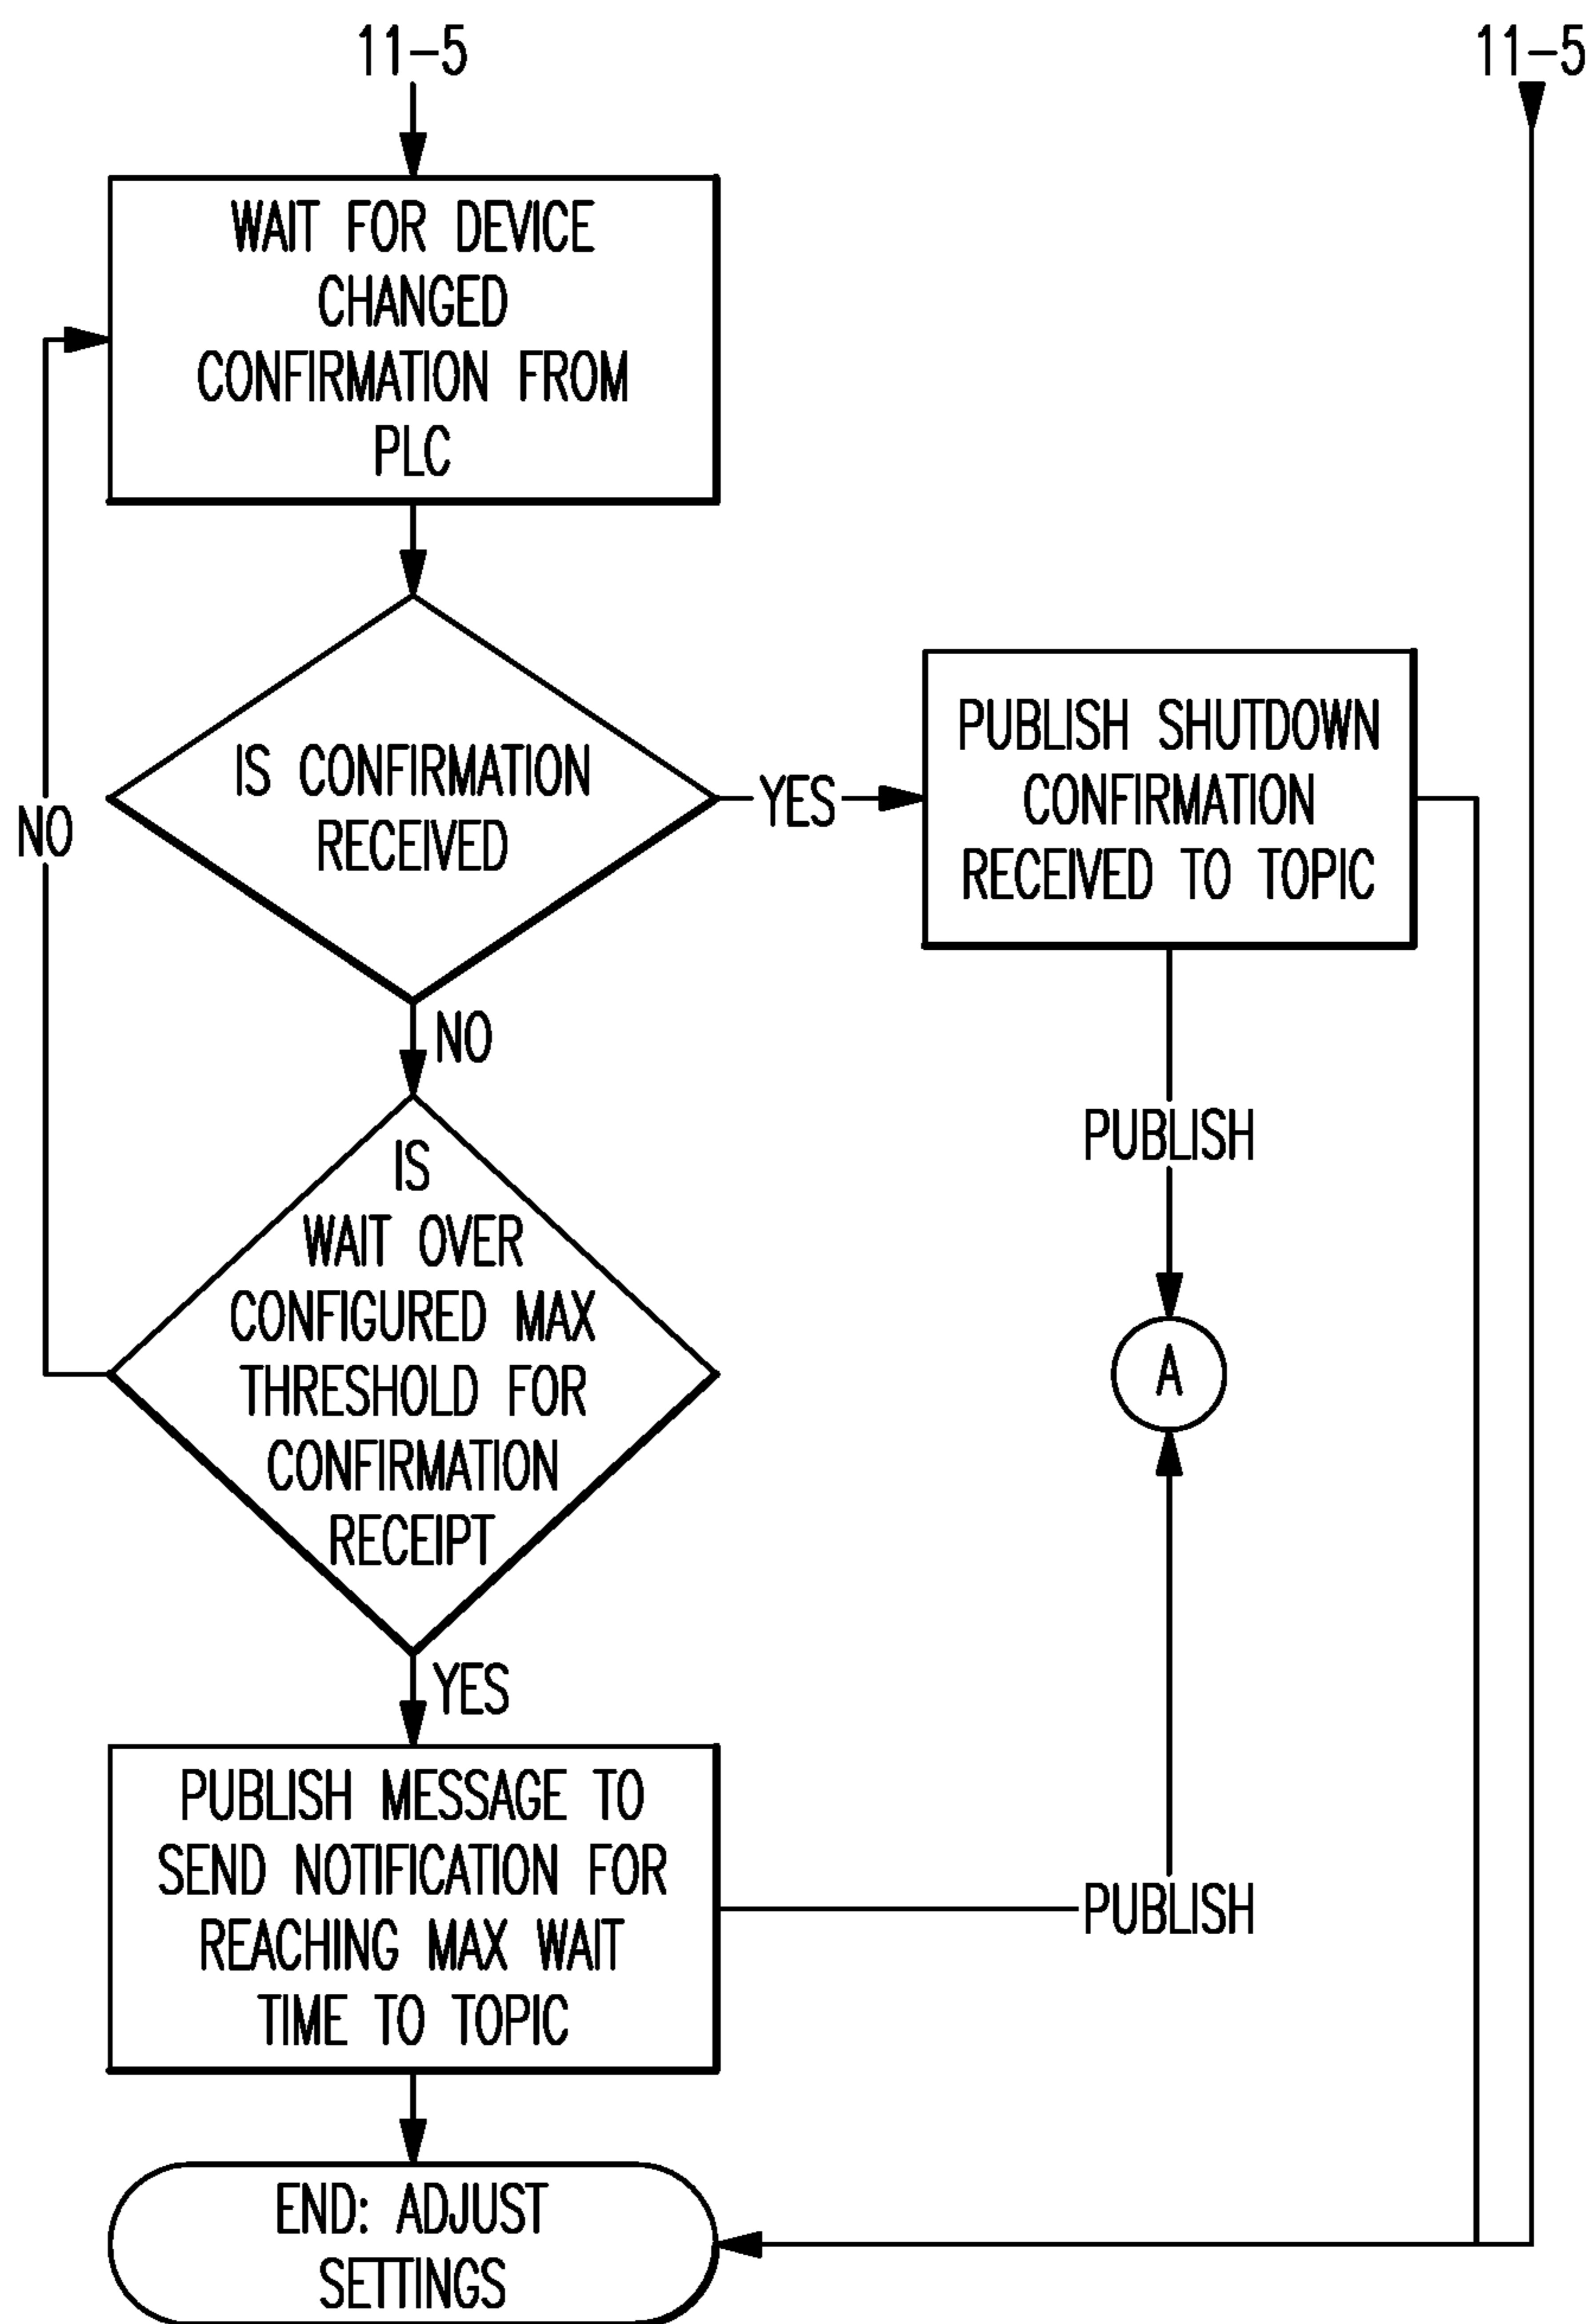 11-5
11-5
WAIT FOR DEVICE
CHANGED
CONFIRMATION FROM
PLC
IS CONFIRMATION
RECEIVED
YES
PUBLISH SHUTDOWN
CONFIRMATION
RECEIVED TO TOPIC
NO
NO
PUBLISH
IS
WAIT OVER
CONFIGURED MAX
THRESHOLD FOR
CONFIRMATION
RECEIPT
A
YES
PUBLISH MESSAGE TO
SEND NOTIFICATION FOR
REACHING MAX WAIT
TIME TO TOPIC
PUBLISH
END: ADJUST
SETTINGS